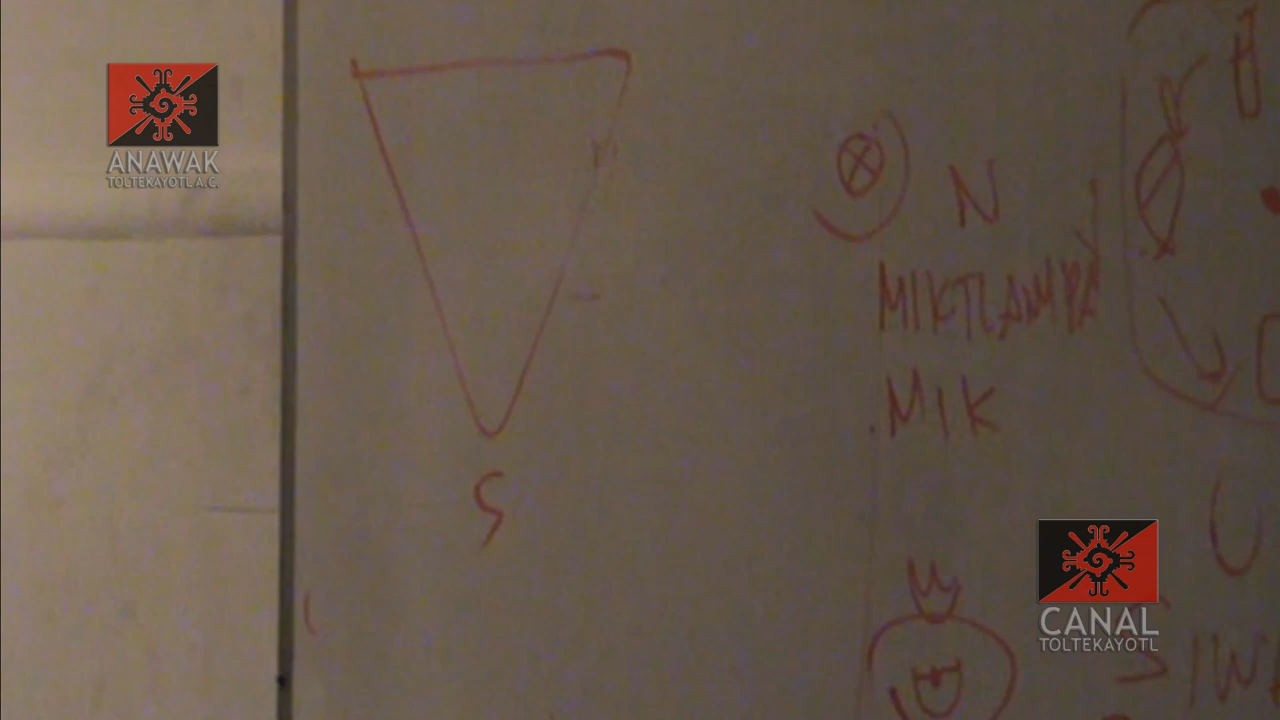 ANAWAK
TOLTEKAYOTL A.C.
N
MIKTLAMPA
MIK
S
CANAL
TOLTEKAYOTL